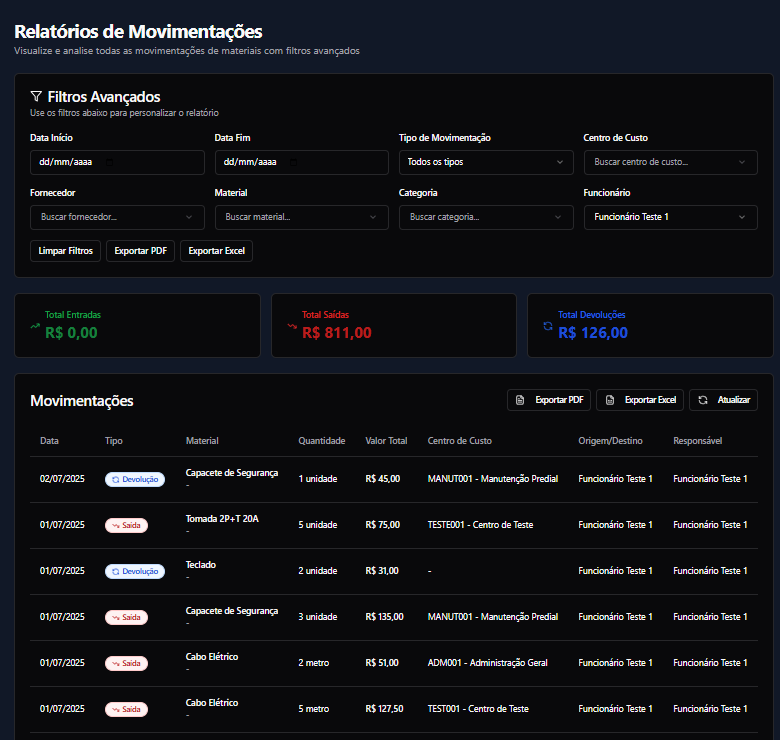 Relatórios de Movimentações
Visualize e analise todas as movimentações de materiais com filtros avançados
Filtros Avançados
Use os filtros abaixo para personalizar o relatório
Data Início Data Fim Tipo de Movimentação Centro de Custo
dd/mm/aaaa dd/mm/aaaa Todos os tipos Buscar centro de custo...
Fornecedor Material Categoria Funcionário
Buscar fornecedor... Buscar material... Buscar categoria... Funcionário Teste 1
Limpar Filtros Exportar PDF Exportar Excel
Total Entradas Total Saídas Total Devoluções
R$ 0,00 R$ 811,00 R$ 126,00
Movimentações Exportar PDF Exportar Excel Atualizar
Data Tipo Material Quantidade Valor Total Centro de Custo Origem/Destino Responsável
02/07/2025 Devolução Capacete de Segurança 1 unidade R$ 45,00 MANUT001 - Manutenção Predial Funcionário Teste 1 Funcionário Teste 1
-
01/07/2025 Saída Tomada 2P+T 20A 5 unidade R$ 75,00 TESTE001 - Centro de Teste Funcionário Teste 1 Funcionário Teste 1
-
01/07/2025 Devolução Teclado 2 unidade R$ 31,00 - Funcionário Teste 1 Funcionário Teste 1
-
01/07/2025 Saída Capacete de Segurança 3 unidade R$ 135,00 MANUT001 - Manutenção Predial Funcionário Teste 1 Funcionário Teste 1
-
01/07/2025 Saída Cabo Elétrico 2 metro R$ 51,00 ADM001 - Administração Geral Funcionário Teste 1 Funcionário Teste 1
-
01/07/2025 Saída Cabo Elétrico 5 metro R$ 127,50 TEST001 - Centro de Teste Funcionário Teste 1 Funcionário Teste 1
-